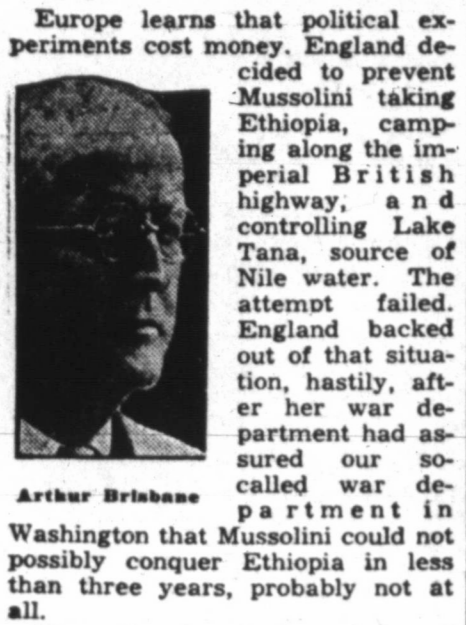 Europe learns that political ex-
periments cost money. England de-
cided to prevent
Mussolini taking
Ethiopia, camp-
ing along the im-
perial British
highway, and
controlling Lake
Tana, source of
Nile water. The
attempt failed.
England backed
out of that situa-
tion, hastily, aft-
er her war de-
partment had as-
sured our so-
called war de-
partment in
Arthur Brisbane
Washington that Mussolini could not
possibly conquer Ethiopia in less
than three years, probably not at
all.